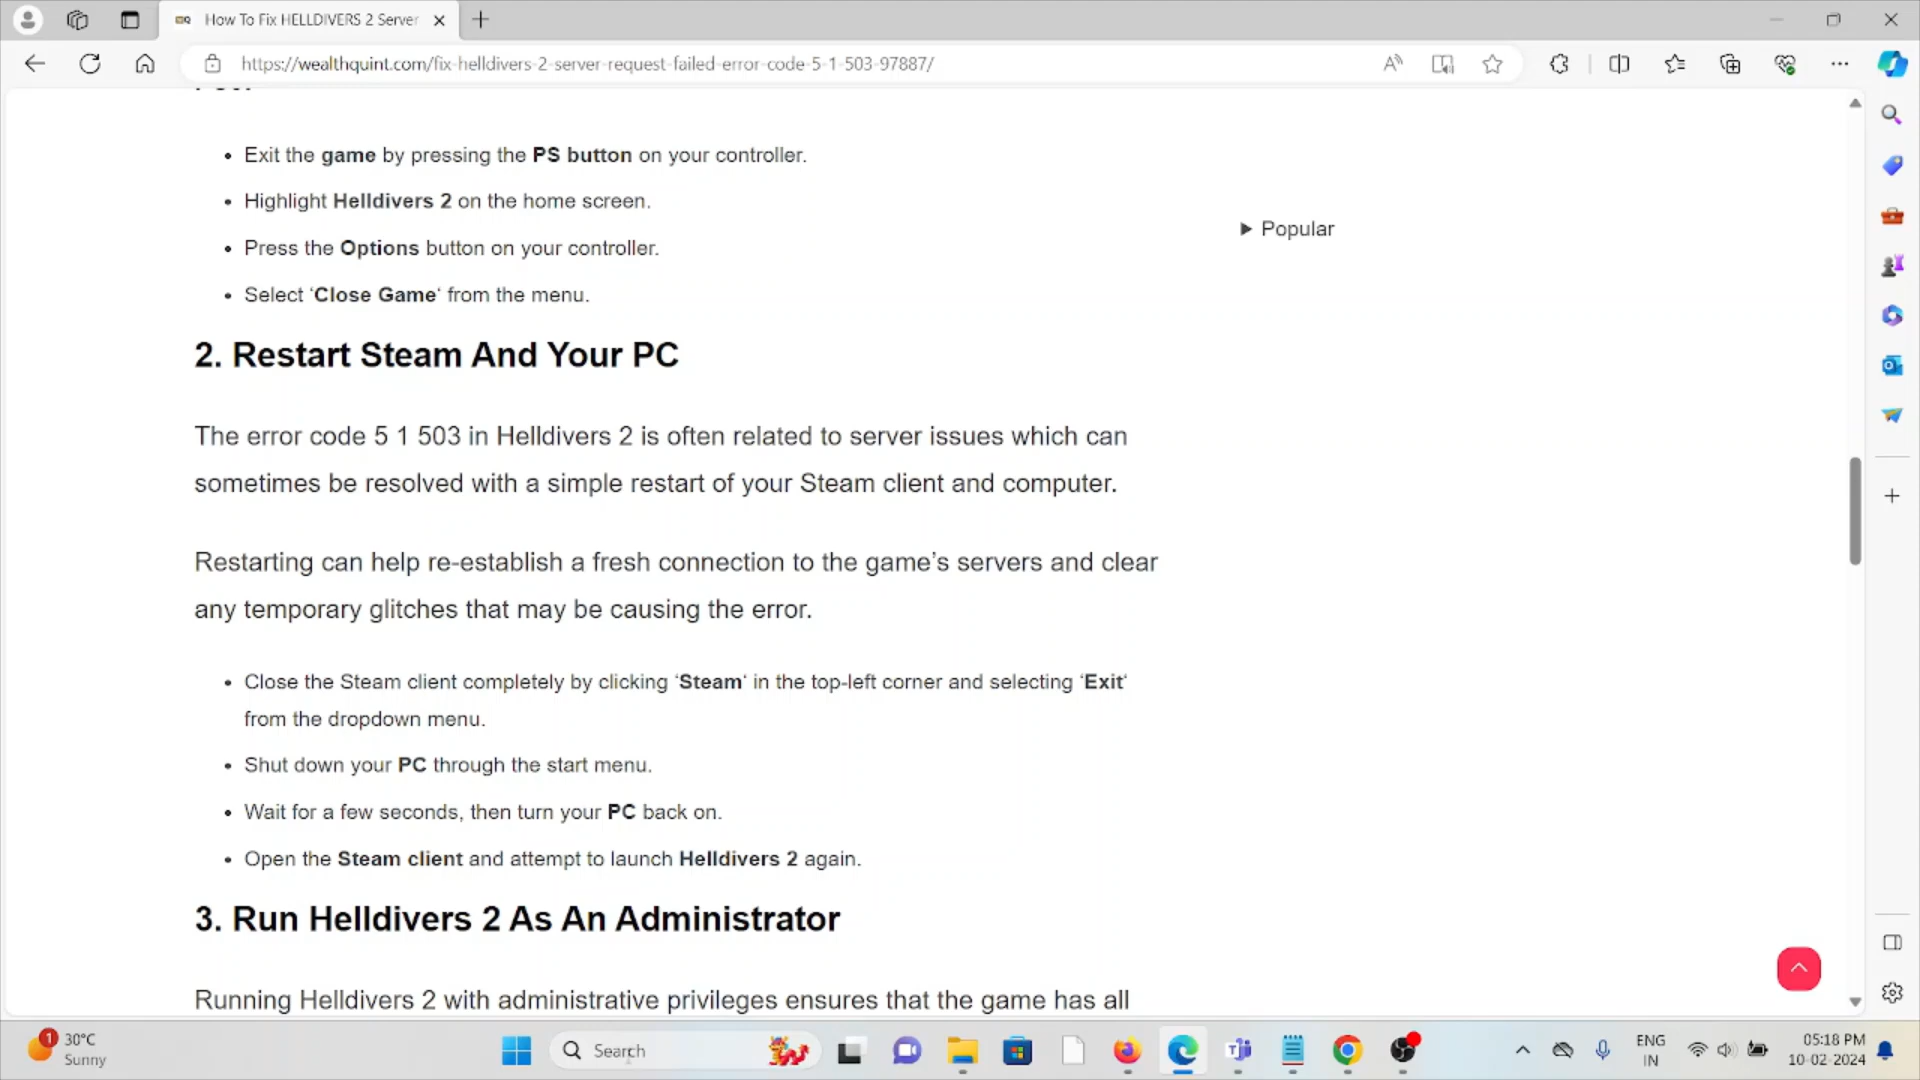 How To Fix HELLDIVERS 2 Server
https://wealthquint.com/fix-helldivers-2-server-request-failed-error-code-5-1-503-97887/
• Exit the game by pressing the PS button on your controller.
• Highlight Helldivers 2 on the home screen.
Popular
• Press the Options button on your controller.
• Select ‘Close Game‘ from the menu.
2. Restart Steam And Your PC
The error code 5 1 503 in Helldivers 2 is often related to server issues which can
sometimes be resolved with a simple restart of your Steam client and computer.
Restarting can help re-establish a fresh connection to the game’s servers and clear
any temporary glitches that may be causing the error.
• Close the Steam client completely by clicking ‘Steam‘ in the top-left corner and selecting ‘Exit‘
from the dropdown menu.
• Shut down your PC through the start menu.
• Wait for a few seconds, then turn your PC back on.
• Open the Steam client and attempt to launch Helldivers 2 again.
3. Run Helldivers 2 As An Administrator
Running Helldivers 2 with administrative privileges ensures that the game has all
1
30°C
Sunny
Search
ENG
IN
05:18 PM
10-02-2024